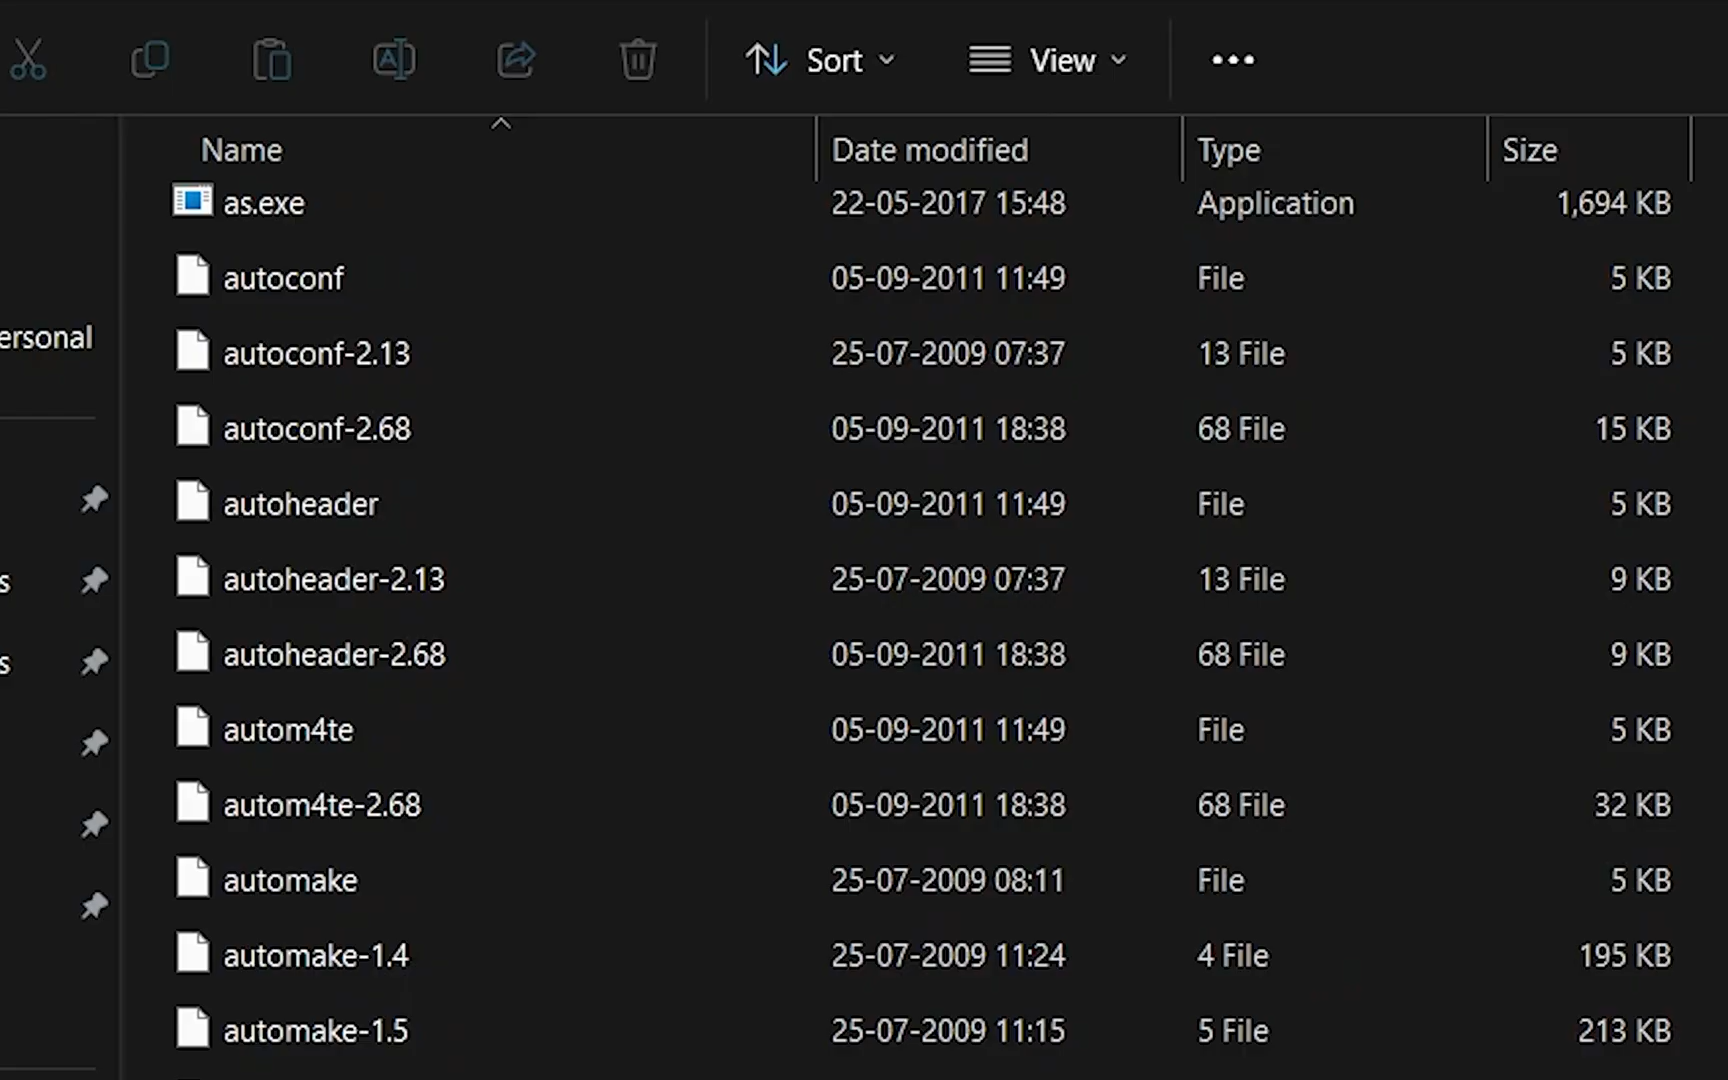 Sort View
Name Date modified Type Size
as.exe 22-05-2017 15:48 Application 1,694 KB
autoconf 05-09-2011 11:49 File 5 KB
ersonal
autoconf-2.13 25-07-2009 07:37 13 File 5 KB
autoconf-2.68 05-09-2011 18:38 68 File 15 KB
autoheader 05-09-2011 11:49 File 5 KB
s autoheader-2.13 25-07-2009 07:37 13 File 9 KB
s autoheader-2.68 05-09-2011 18:38 68 File 9 KB
autom4te 05-09-2011 11:49 File 5 KB
autom4te-2.68 05-09-2011 18:38 68 File 32 KB
automake 25-07-2009 08:11 File 5 KB
automake-1.4 25-07-2009 11:24 4 File 195 KB
automake-1.5 25-07-2009 11:15 5 File 213 KB